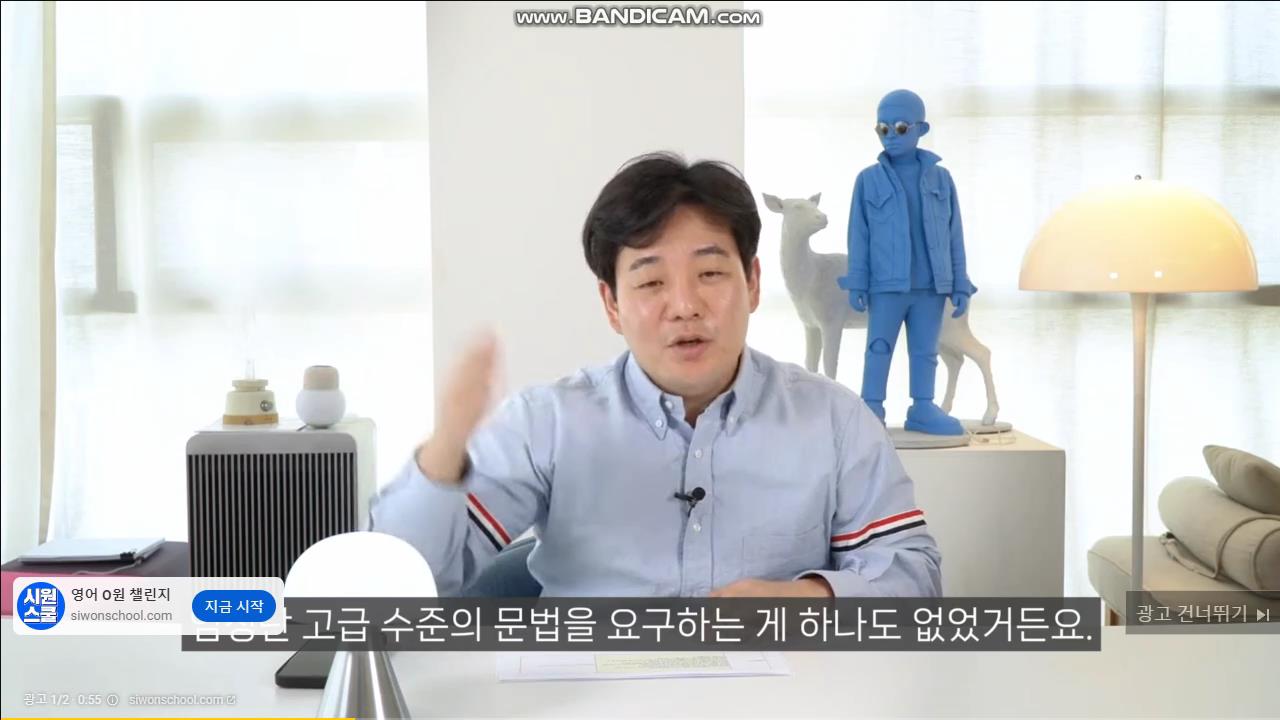 www.BANDICAM.com
시원
스쿨
영어 0원 챌린지
siwonschool.com
지금 시작
고급 수준의 문법을 요구하는 게 하나도 없었거든요.
광고 건너뛰기
광고 1/2 · 0:55
siwonschool.com